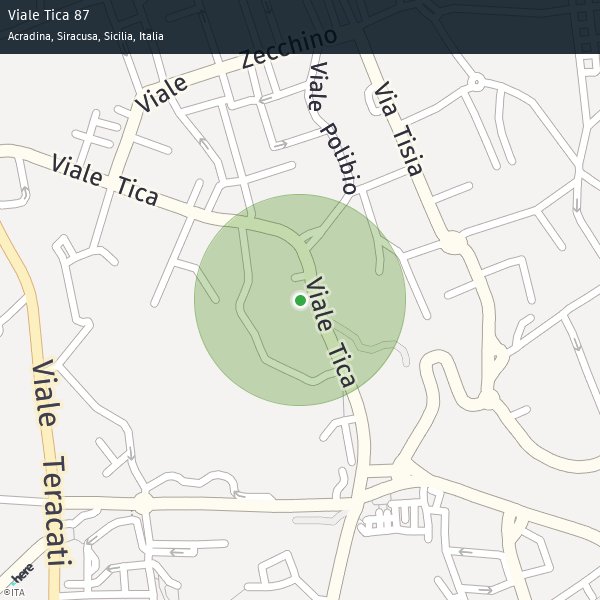 Viale Tica 87
Acradina, Siracusa, Sicilia, Italia
Viale Zecchino
Viale Polibio
Via Tisia
Viale Tica
Viale Tica
Viale Teracati
here
©ITA